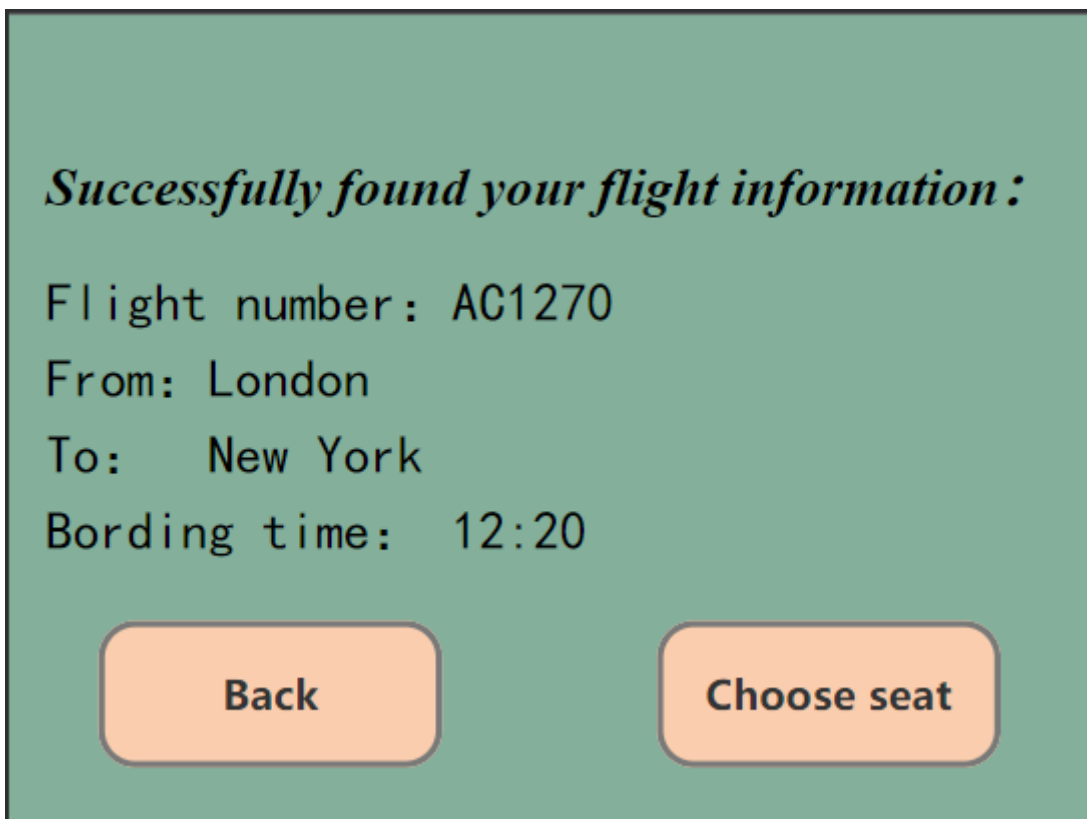 Successfully found your flight information：
Flight number：AC1270
From：London
To：  New York
Bording time： 12:20
Back
Choose seat